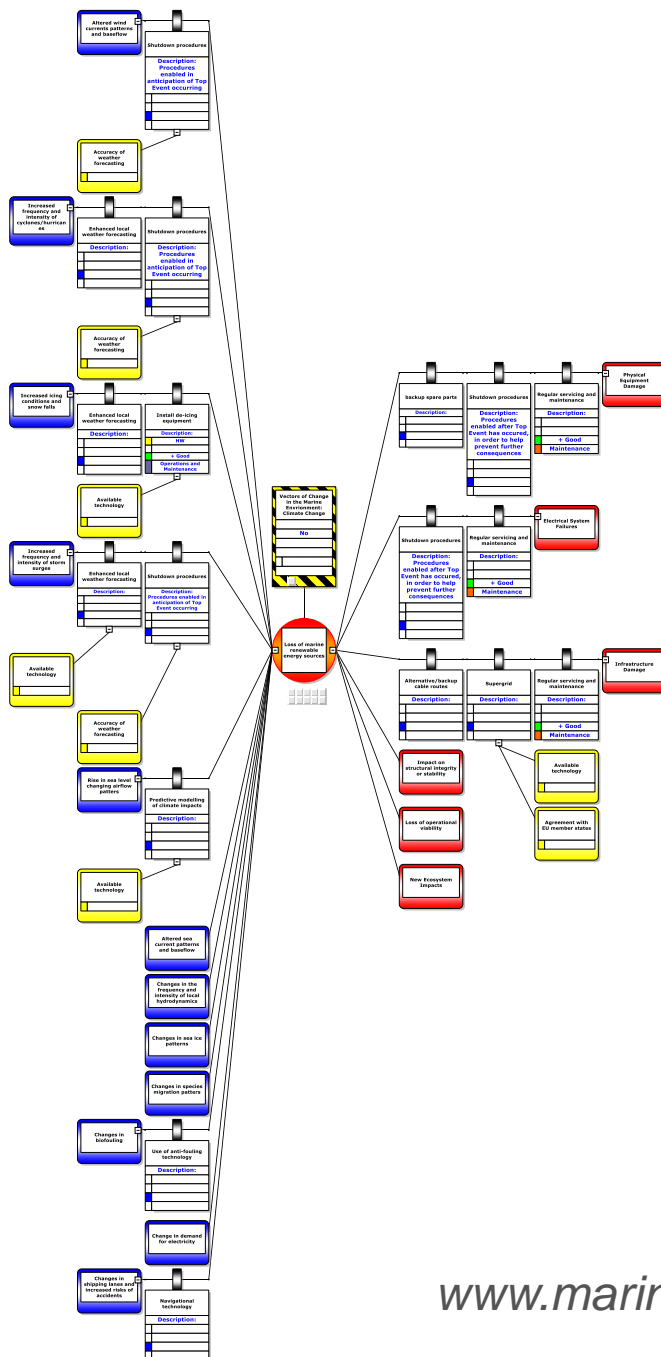 Altered wind
currents patterns
and baseflow
Shutdown procedures
Description:
Procedures
enabled in
anticipation of Top
Event occurring
Accuracy of
weather
forecasting
Increased
frequency and
intensity of
cyclones/hurrican
es
Enhanced local
weather forecasting
Description:
Shutdown procedures
Description:
Procedures
enabled in
anticipation of Top
Event occurring
Accuracy of
weather
forecasting
Increased icing
conditions and
snow falls
Enhanced local
weather forecasting
Description:
Install de-icing
equipment
Description:
HW
+ Good
Operations and
Maintenance
Available
technology
Increased
frequency and
intensity of storm
surges
Enhanced local
weather forecasting
Description:
Shutdown procedures
Description:
Procedures enabled in
anticipation of Top
Event occurring
Available
technology
Accuracy of
weather
forecasting
Rise in sea level
changing airflow
patters
Predictive modelling
of climate impacts
Description:
Available
technology
Altered sea
current patterns
and baseflow
Changes in the
frequency and
intensity of local
hydrodynamics
Changes in sea ice
patterns
Changes in species
migration patters
Changes in
biofouling
Use of anti-fouling
technology
Description:
Change in demand
for electricity
Changes in
shipping lanes and
increased risks of
accidents
Navigational
technology
Description:
Vectors of Change
in the Marine
Envrionment:
Climate Change
No
Loss of marine
renewable
energy sources
backup spare parts
Description:
Shutdown procedures
Description:
Procedures
enabled after Top
Event has occured,
in order to help
prevent further
consequences
Regular servicing and
maintenance
Description:
+ Good
Maintenance
Physical
Equipment
Damage
Shutdown procedures
Description:
Procedures
enabled after Top
Event has occured,
in order to help
prevent further
consequences
Regular servicing and
maintenance
Description:
+ Good
Maintenance
Electrical System
Failures
Alternative/backup
cable routes
Description:
Supergrid
Description:
Regular servicing and
maintenance
Description:
+ Good
Maintenance
Infrastructure
Damage
Available
technology
Agreement with
EU member states
Impact on
structural integrity
or stability
Loss of operational
viability
New Ecosystem
Impacts
www.marin